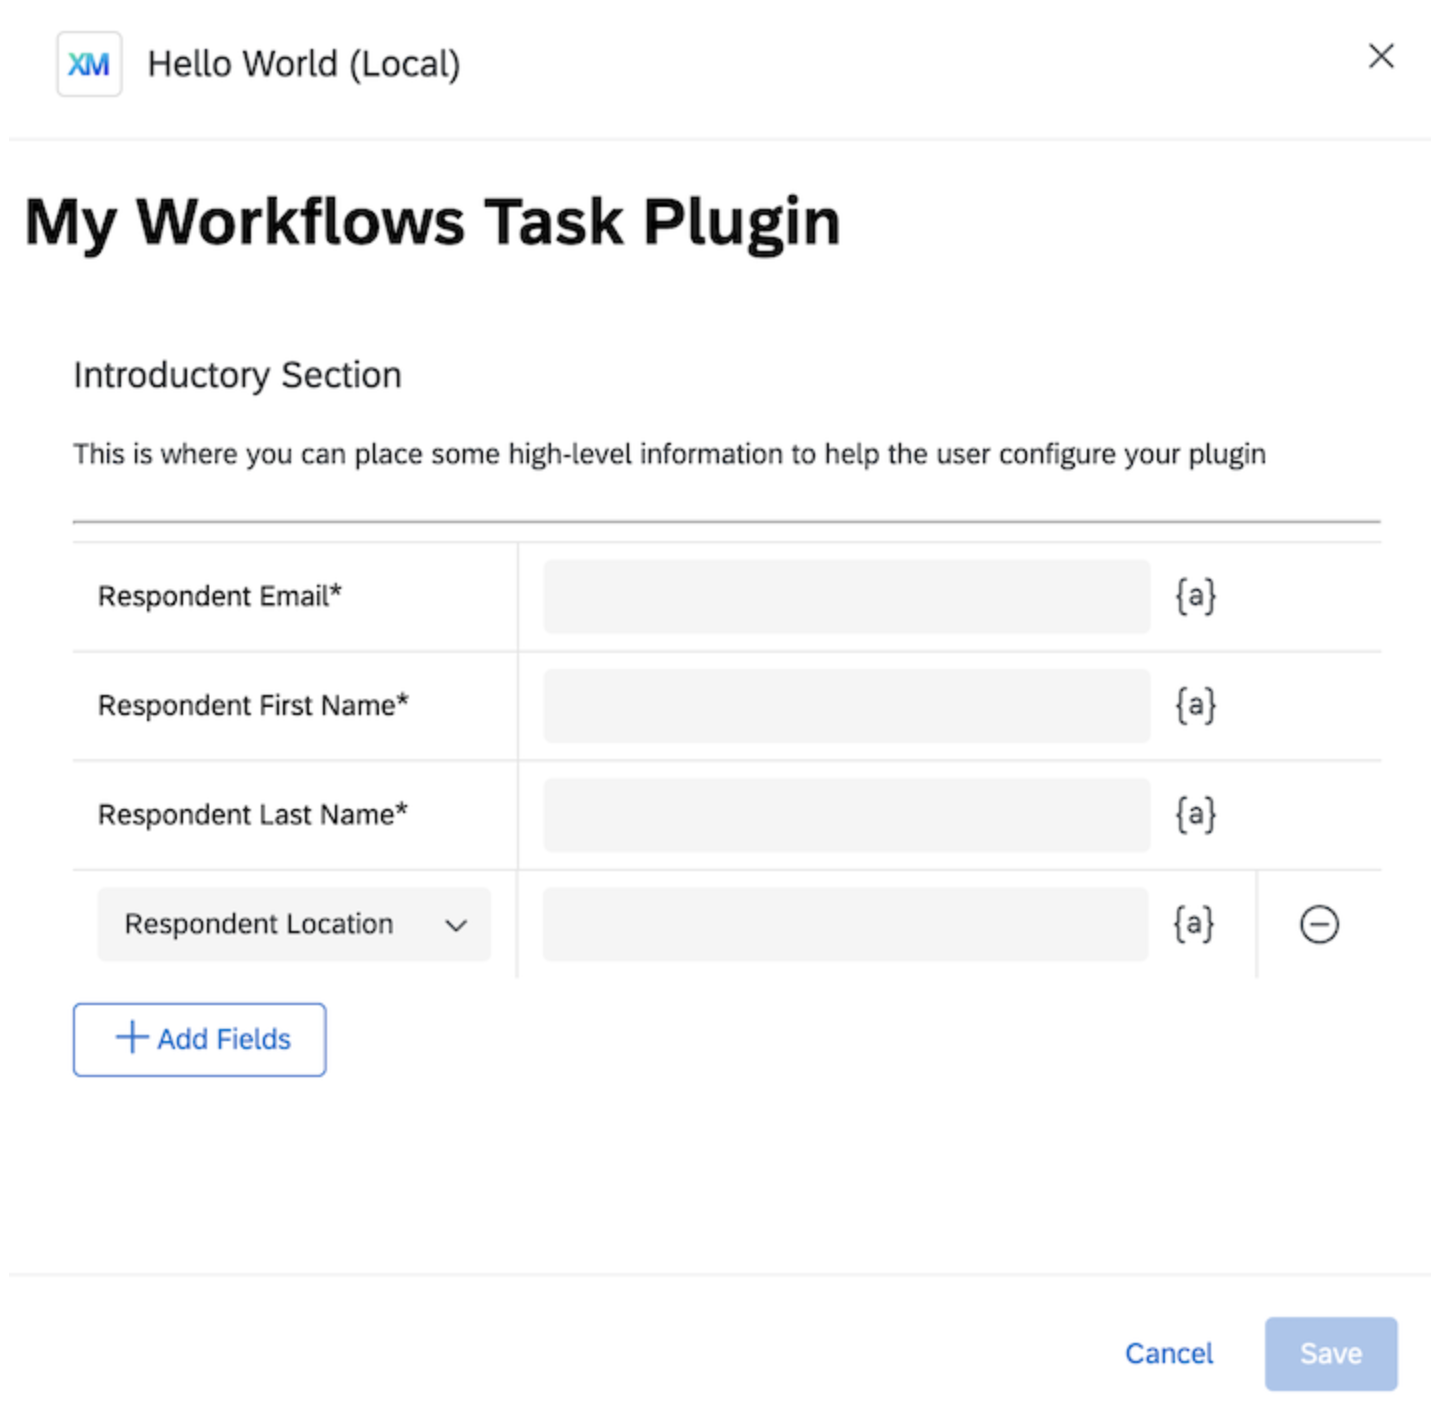 XM Hello World (Local)
My Workflows Task Plugin
Introductory Section
This is where you can place some high-level information to help the user configure your plugin
Respondent Email* {a}
Respondent First Name* {a}
Respondent Last Name* {a}
Respondent Location {a}
Add Fields
Cancel Save